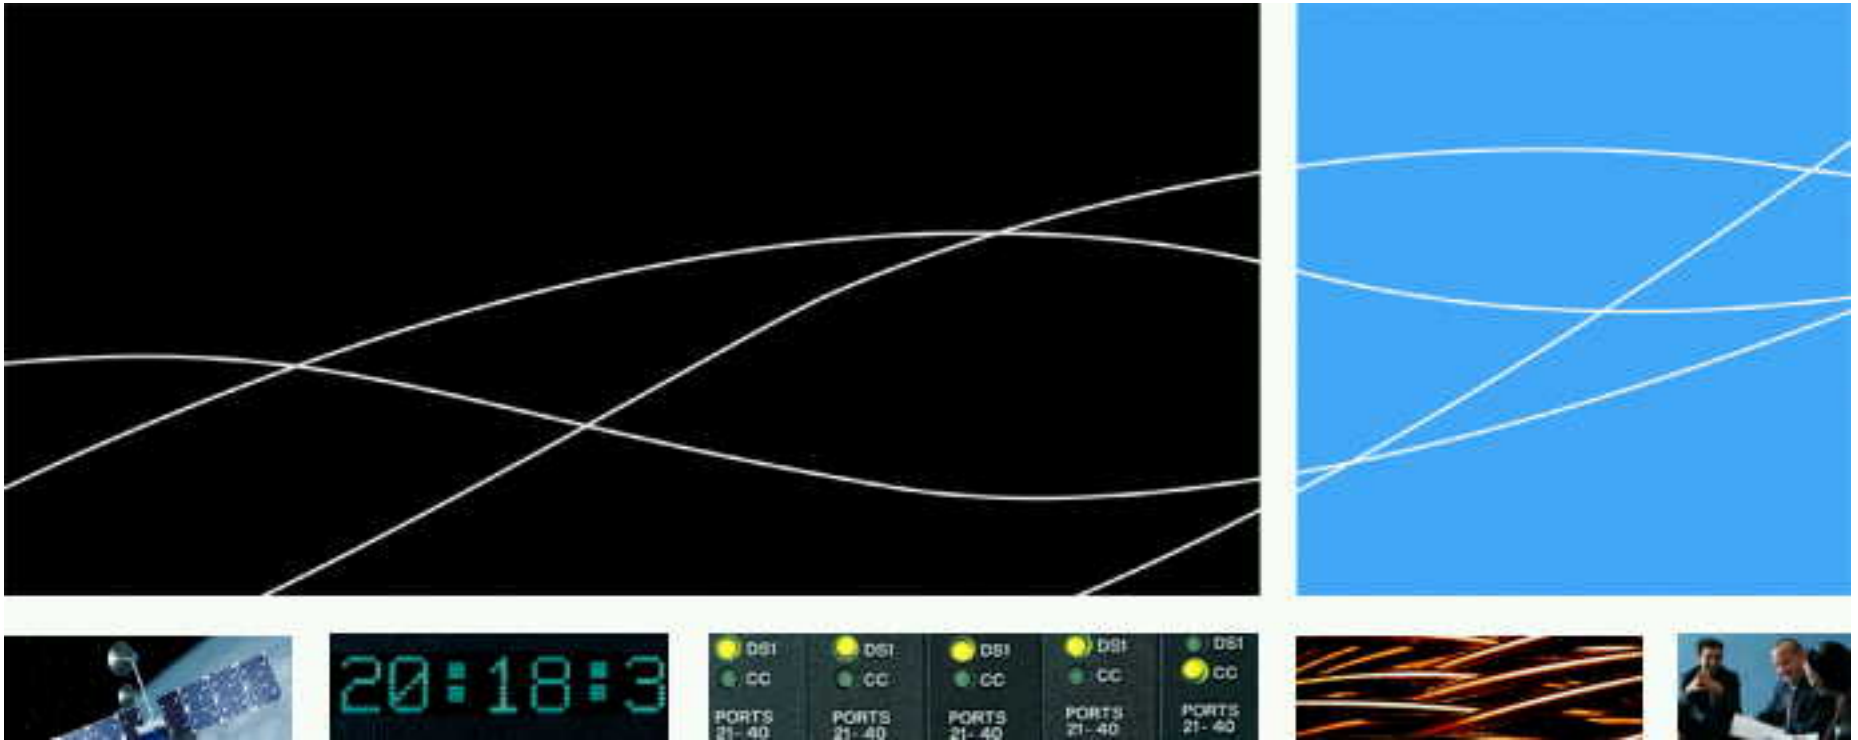 20:18:3
DS1 DS1 DS1 DS1 DS1
CC CC CC CC CC
PORTS PORTS PORTS PORTS PORTS
21-40 21-40 21-40 21-40 21-40